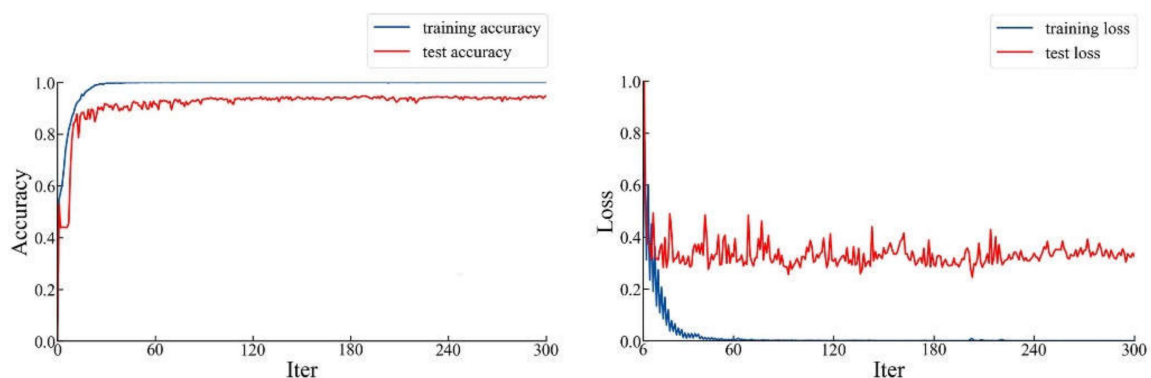 training accuracy
test accuracy
1.0
0.8
0.6
0.4
0.2
0.0
Accuracy
0 60 120 180 240 300
Iter
training loss
test loss
1.0
0.8
0.6
0.4
0.2
0.0
Loss
6 60 120 180 240 300
Iter